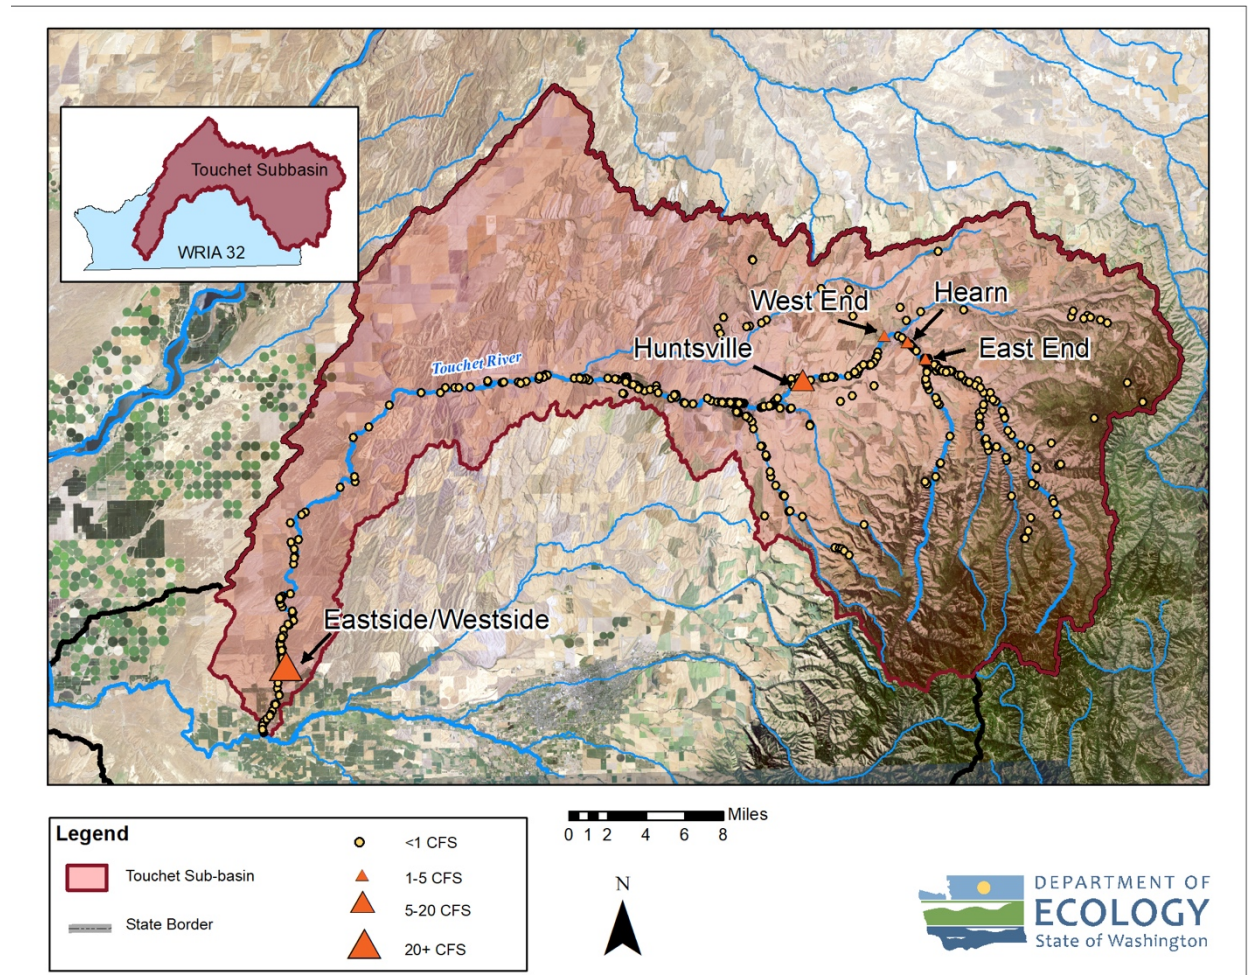 Touchet Subbasin
WRIA 32
West End
Hearn
Huntsville
East End
Touchet River
Eastside/Westside
Legend
Touchet Sub-basin
State Border
<1 CFS
1-5 CFS
5-20 CFS
20+ CFS
Miles
0 1 2 4 6 8
N
DEPARTMENT OF
ECOLOGY
State of Washington